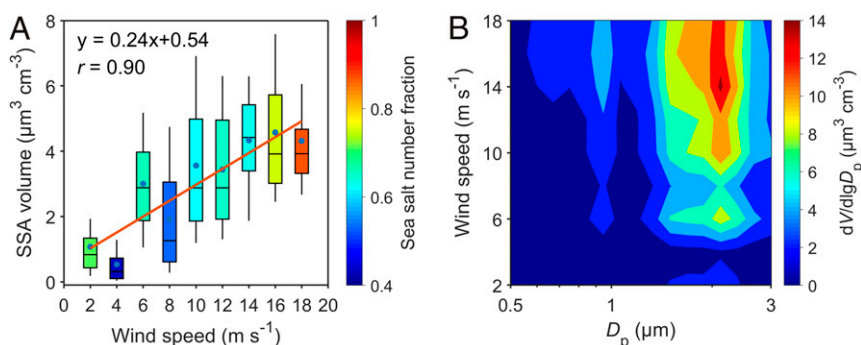 A
y = 0.24x+0.54
r = 0.90
SSA volume (μm³ cm⁻³)
8
6
4
2
0
0 2 4 6 8 10 12 14 16 18 20
Wind speed (m s⁻¹)
1
0.8
0.6
0.4
Sea salt number fraction
B
Wind speed (m s⁻¹)
18
14
10
6
2
0.5 1 3
Dₚ (μm)
14
12
10
8
6
4
2
0
dV/dlgDₚ (μm³ cm⁻³)